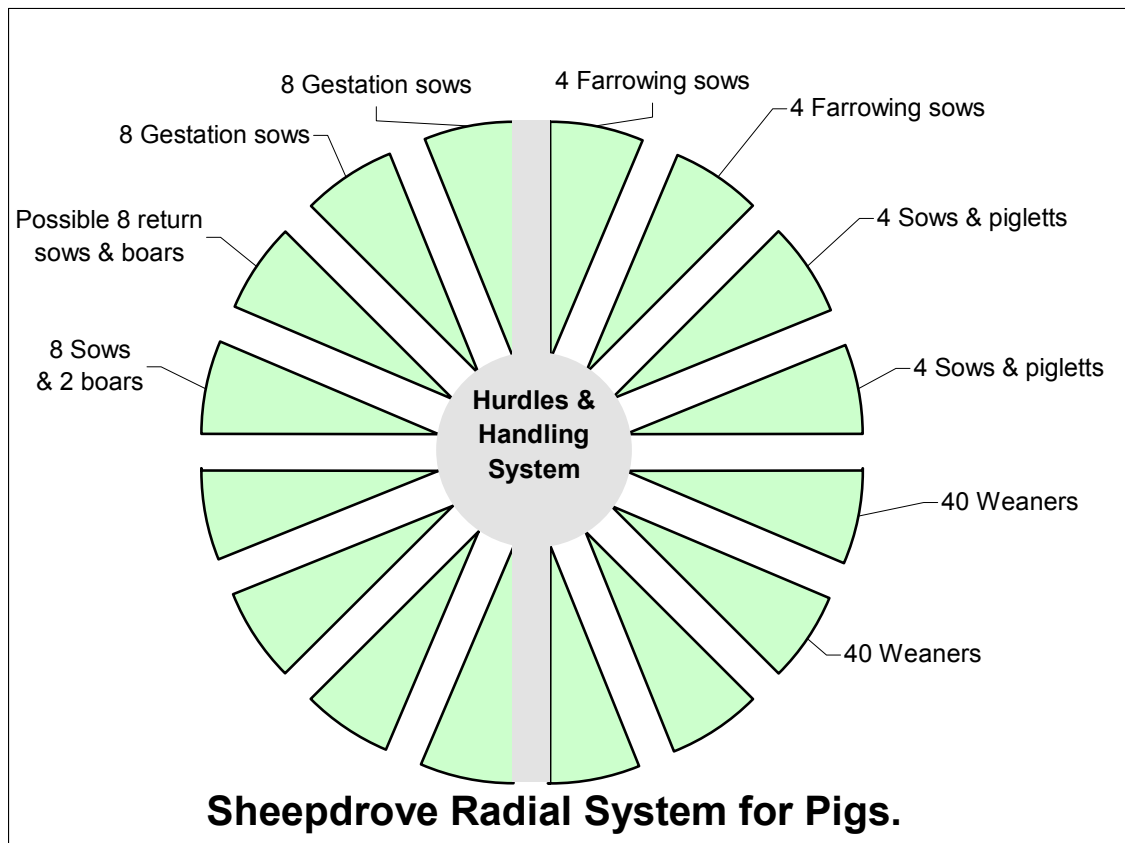 8 Gestation sows
4 Farrowing sows
8 Gestation sows
4 Farrowing sows
Possible 8 return
sows & boars
4 Sows & pigletts
8 Sows
& 2 boars
4 Sows & pigletts
Hurdles &
Handling
System
40 Weaners
40 Weaners
Sheepdrove Radial System for Pigs.